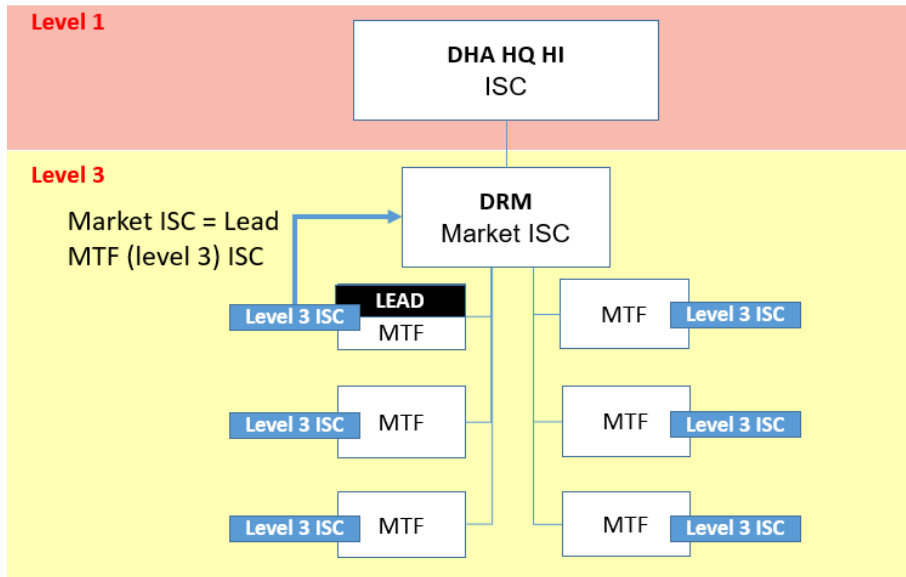 Level 1
DHA HQ HI
ISC
Level 3
DRM
Market ISC
Market ISC = Lead
MTF (level 3) ISC
LEAD
Level 3 ISC
MTF
MTF
Level 3 ISC
Level 3 ISC
MTF
MTF
Level 3 ISC
Level 3 ISC
MTF
MTF
Level 3 ISC